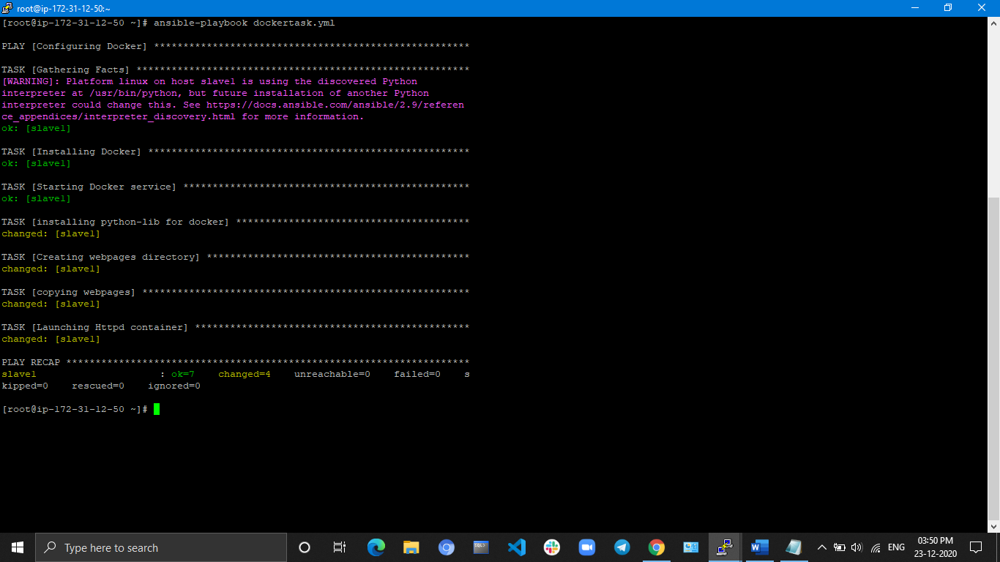 root@ip-172-31-12-50:~
[root@ip-172-31-12-50 ~]# ansible-playbook dockertask.yml
PLAY [Configuring Docker] ******************************************************
TASK [Gathering Facts] *********************************************************
[WARNING]: Platform linux on host slave1 is using the discovered Python
interpreter at /usr/bin/python, but future installation of another Python
interpreter could change this. See https://docs.ansible.com/ansible/2.9/referen
ce_appendices/interpreter_discovery.html for more information.
ok: [slave1]
TASK [Installing Docker] *******************************************************
ok: [slave1]
TASK [Starting Docker service] *************************************************
ok: [slave1]
TASK [installing python-lib for docker] ****************************************
changed: [slave1]
TASK [Creating webpages directory] *********************************************
changed: [slave1]
TASK [copying webpages] ********************************************************
changed: [slave1]
TASK [Launching Httpd container] ***********************************************
changed: [slave1]
PLAY RECAP *********************************************************************
slave1                     : ok=7    changed=4    unreachable=0    failed=0    s
kipped=0    rescued=0    ignored=0
[root@ip-172-31-12-50 ~]#
Type here to search
SQL>
W
ENG
03:50 PM
23-12-2020